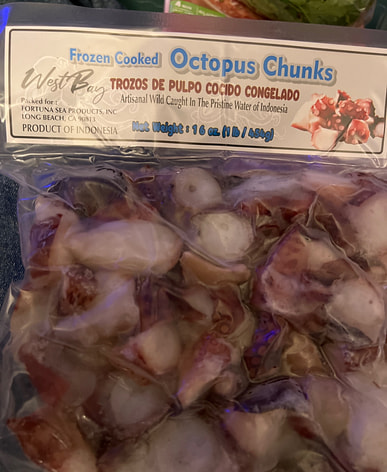 Frozen Cooked Octopus Chunks
West Bay
TROZOS DE PULPO COCIDO CONGELADO
Artisanal Wild Caught In The Pristine Water of Indonesia
Packed for :
FORTUNA SEA PRODUCTS, INC
LONG BEACH, CA 90813
PRODUCT OF INDONESIA
Net Weight : 16 oz. (1 lb / 454g)